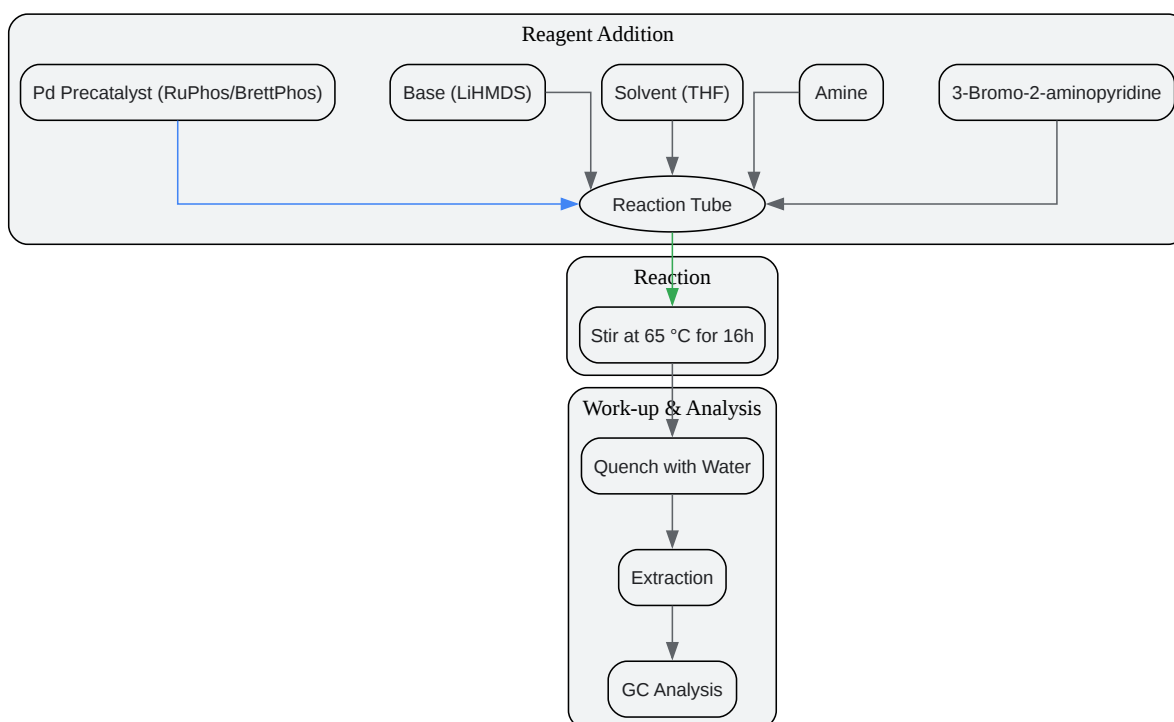 Reagent Addition
Pd Precatalyst (RuPhos/BrettPhos)
Base (LiHMDS)
Solvent (THF)
Amine
3-Bromo-2-aminopyridine
Reaction Tube
Reaction
Stir at 65 °C for 16h
Work-up & Analysis
Quench with Water
Extraction
GC Analysis